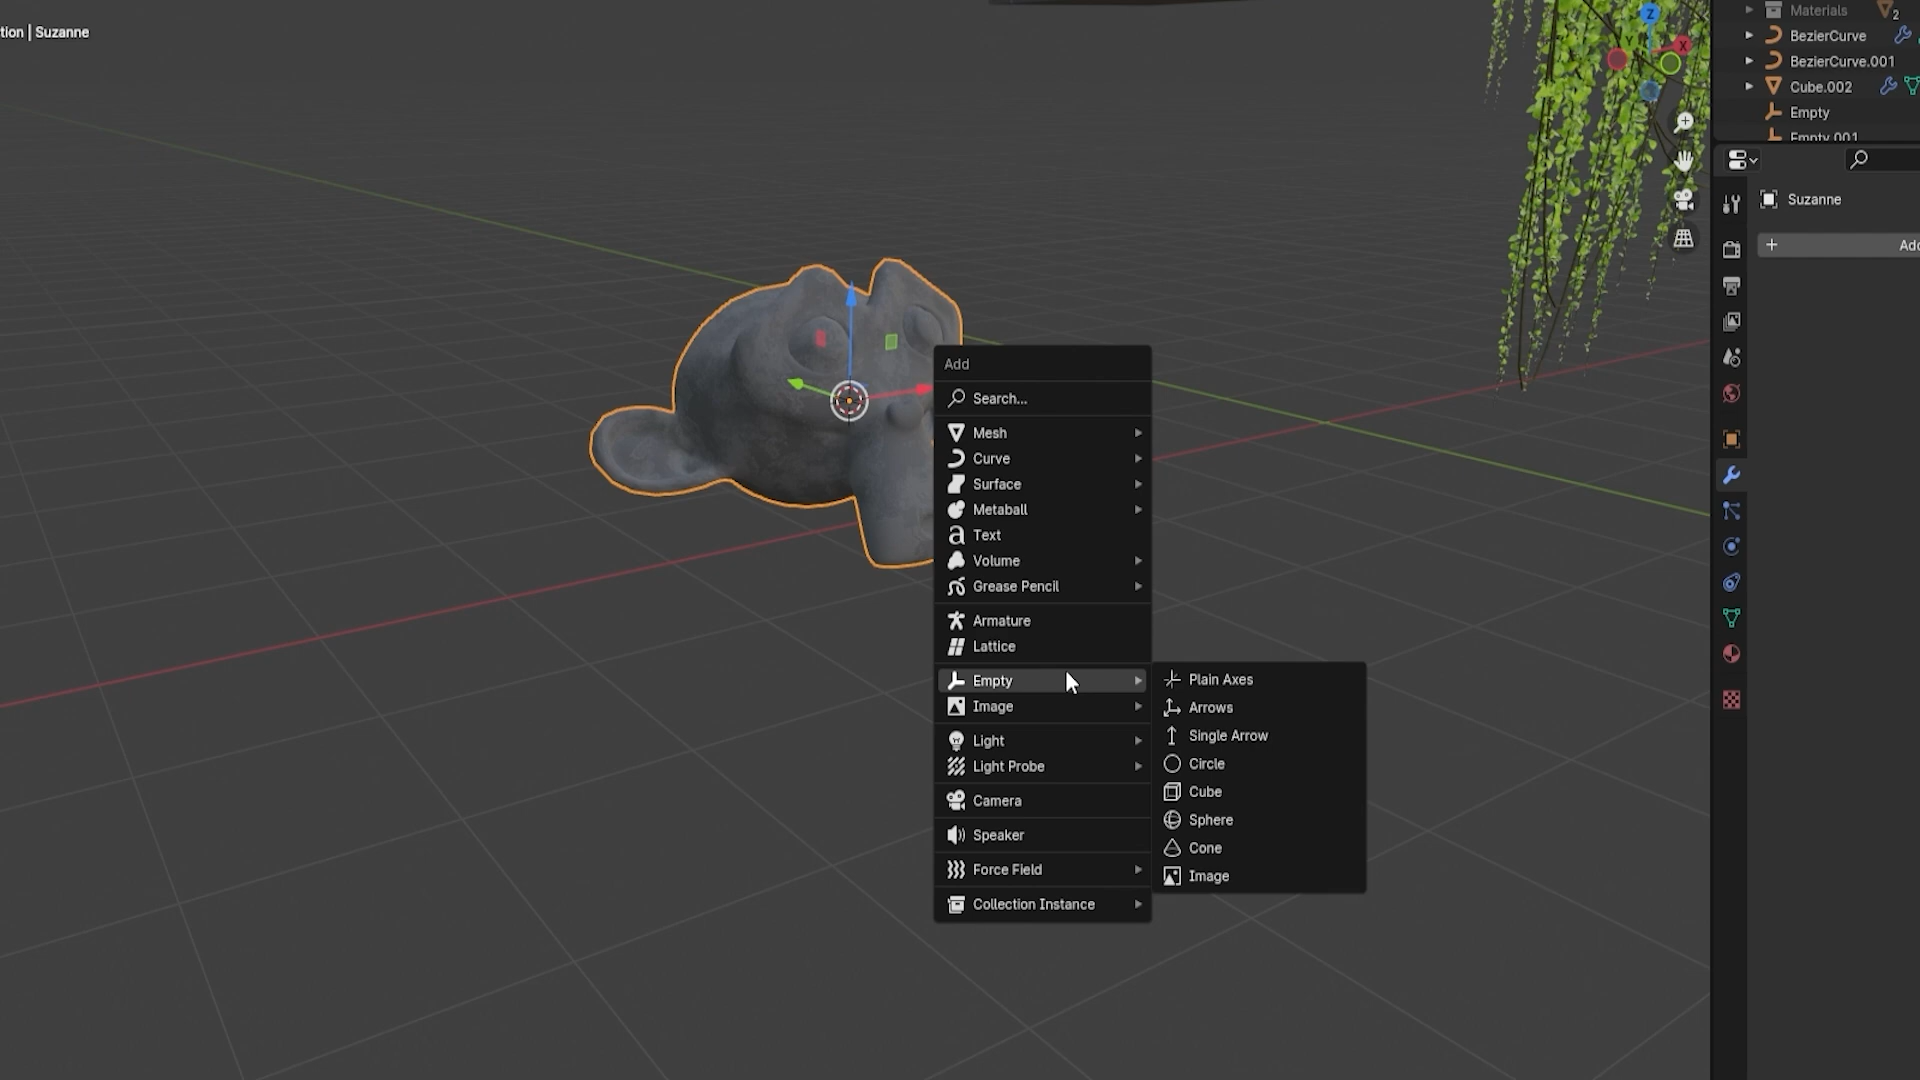 tion | Suzanne
Z
Y
X
Materials
2
BezierCurve
BezierCurve.001
Cube.002
Empty
Empty.001
Suzanne
Add
Add
Search...
Mesh
Curve
Surface
Metaball
Text
Volume
Grease Pencil
Armature
Lattice
Empty
Image
Light
Light Probe
Camera
Speaker
Force Field
Collection Instance
Plain Axes
Arrows
Single Arrow
Circle
Cube
Sphere
Cone
Image